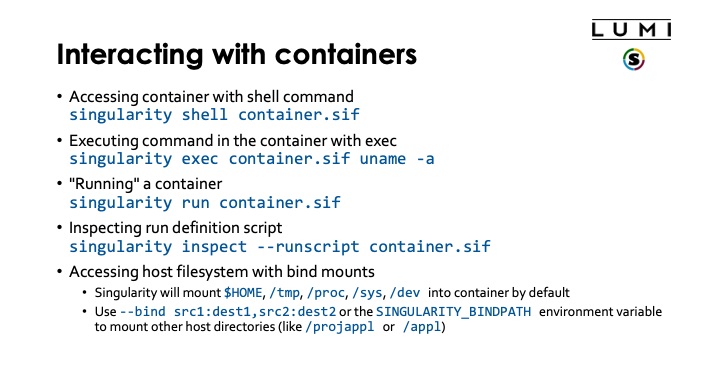 LUMI
S
Interacting with containers
• Accessing container with shell command
singularity shell container.sif
• Executing command in the container with exec
singularity exec container.sif uname -a
• "Running" a container
singularity run container.sif
• Inspecting run definition script
singularity inspect --runscript container.sif
• Accessing host filesystem with bind mounts
• Singularity will mount $HOME, /tmp, /proc, /sys, /dev into container by default
• Use --bind src1:dest1,src2:dest2 or the SINGULARITY_BINDPATH environment variable
to mount other host directories (like /projappl or /appl)